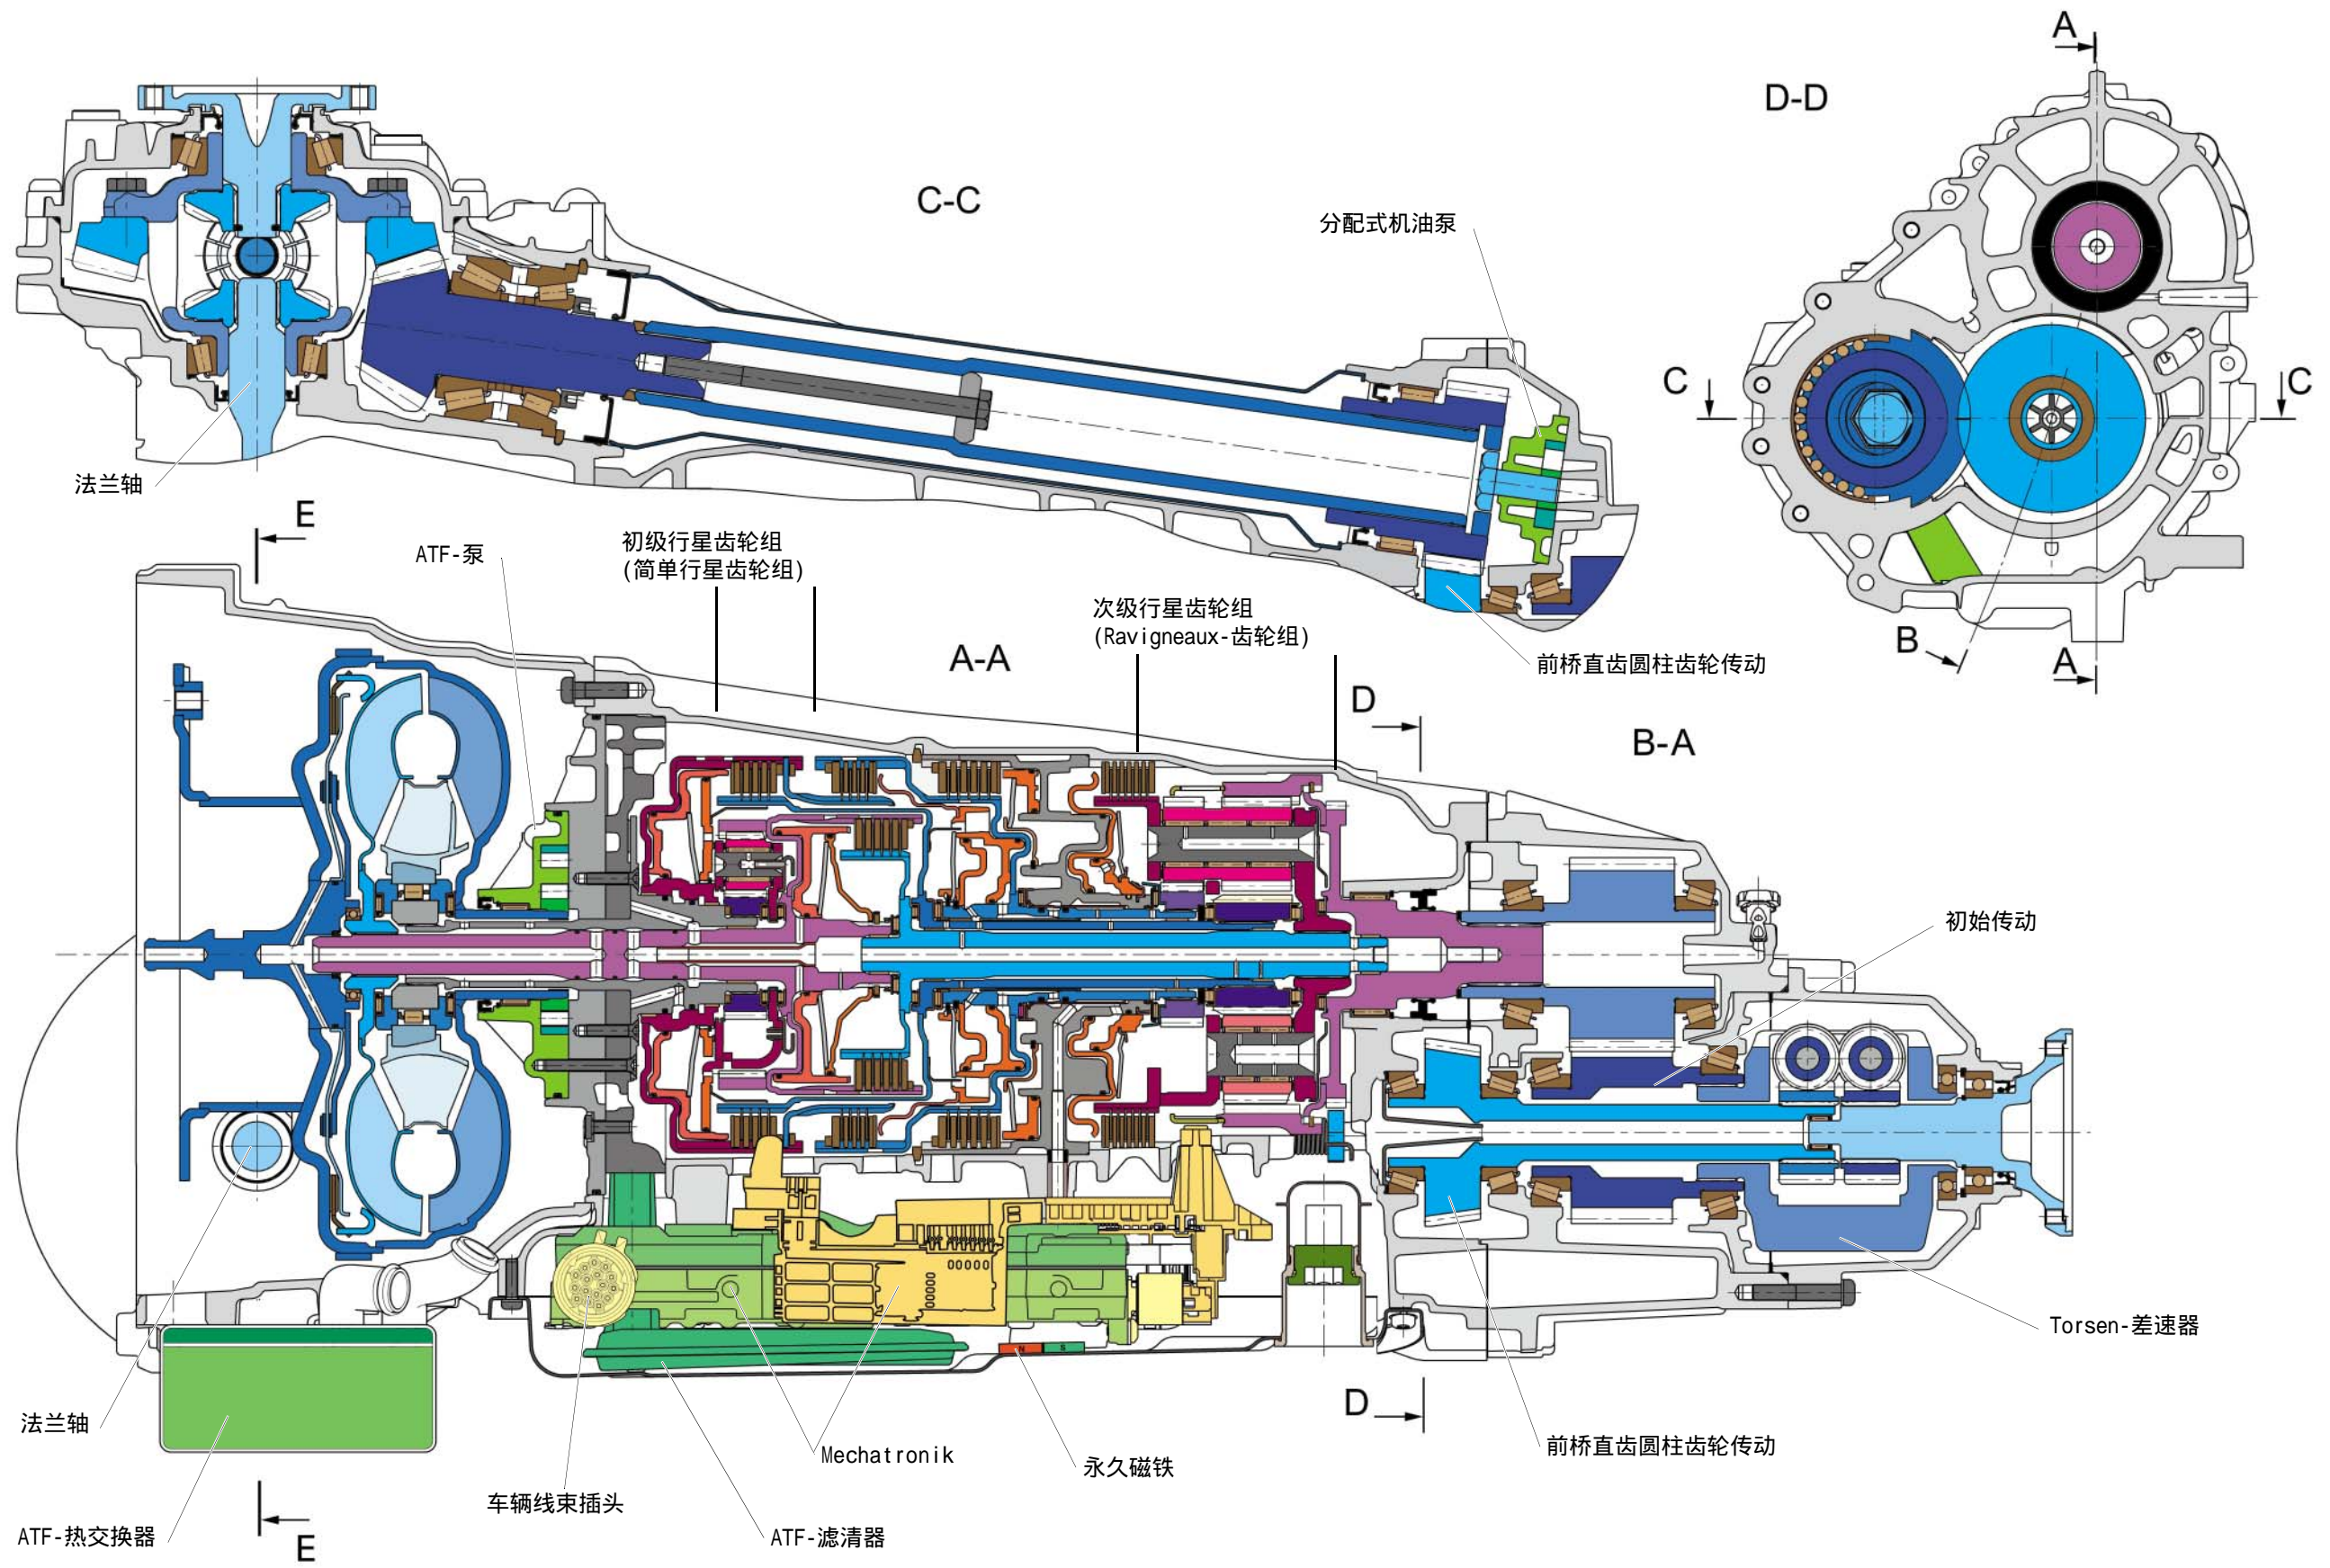 A
D-D
C-C
分配式机油泵
C
C
法兰轴
E
ATF-泵
初级行星齿轮组
(简单行星齿轮组)
次级行星齿轮组
(Ravigneaux-齿轮组)
前桥直齿圆柱齿轮传动
B
A
A-A
D
B-A
初始传动
Torsen-差速器
N
S
D
法兰轴
Mechatronik
永久磁铁
前桥直齿圆柱齿轮传动
车辆线束插头
ATF-热交换器
E
ATF-滤清器